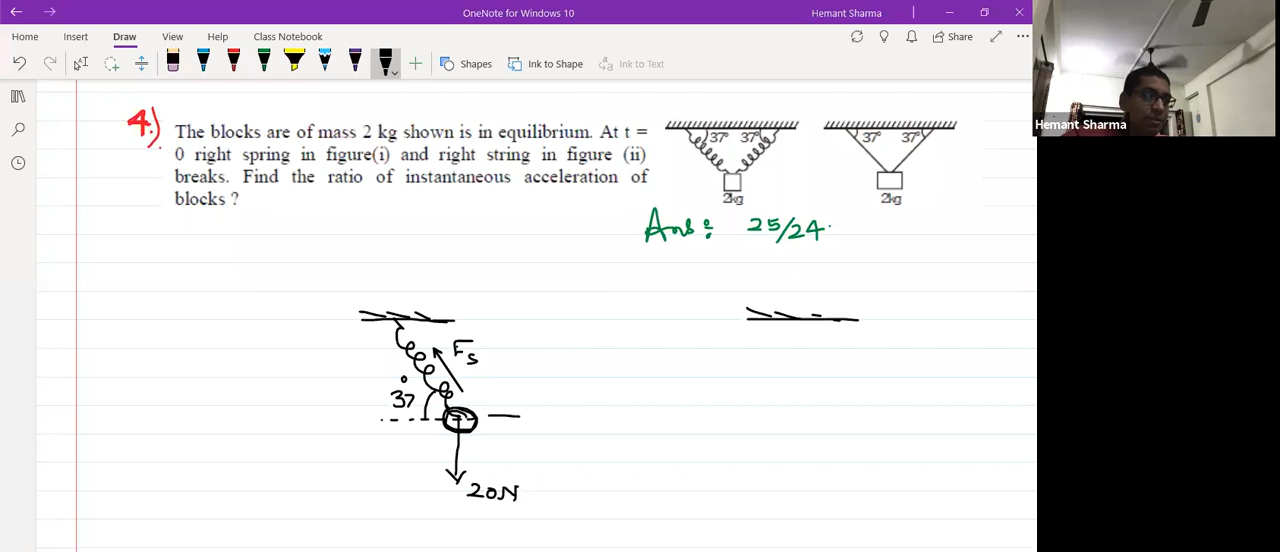 OneNote for Windows 10
Hemant Sharma
Home Insert Draw View Help Class Notebook
Share
Shapes Ink to Shape Ink to Text
4.)
The blocks are of mass 2 kg shown is in equilibrium. At t =
0 right spring in figure(i) and right string in figure (ii)
breaks. Find the ratio of instantaneous acceleration of
blocks ?
37° 37°
2kg
37° 37°
2kg
Ans: 25/24.
Hemant Sharma
Fs
37°
20N